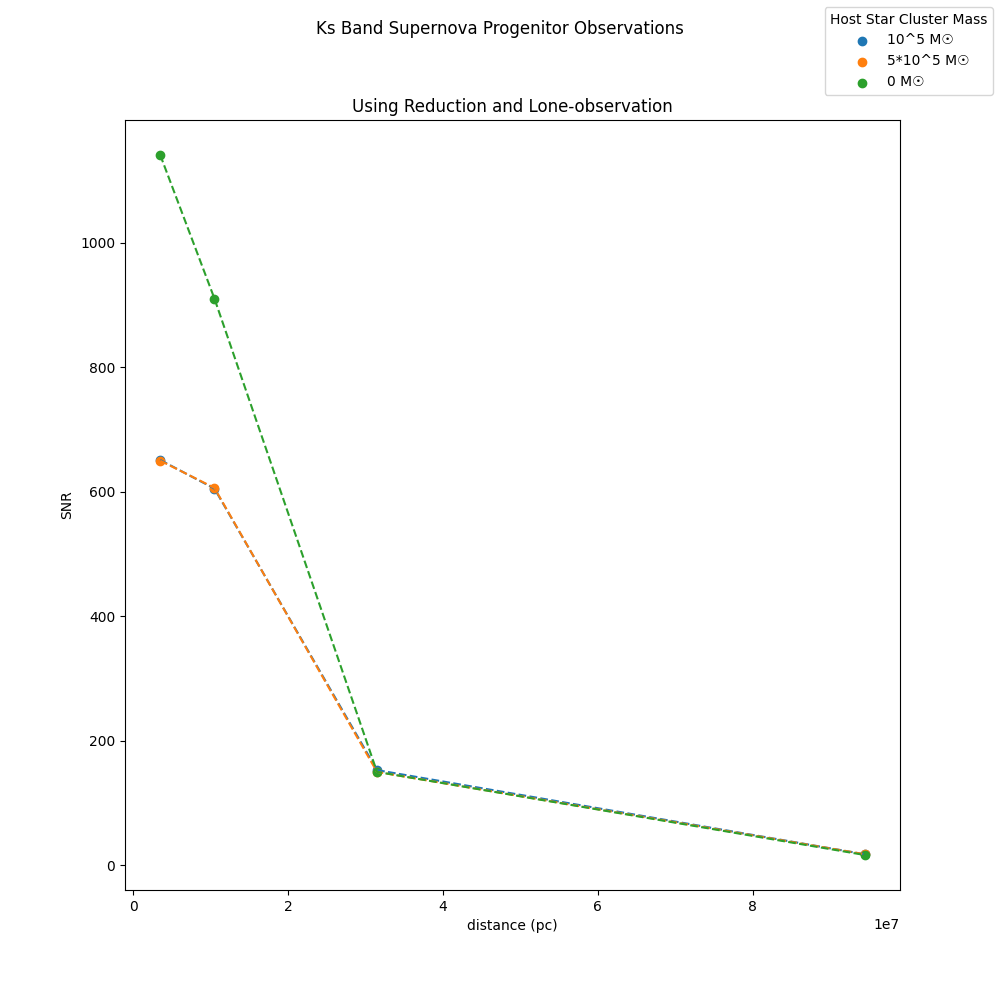 Ks Band Supernova Progenitor Observations
Host Star Cluster Mass
10^5 M☉
5*10^5 M☉
0 M☉
Using Reduction and Lone-observation
1000
800
600
400
200
0
SNR
0 2 4 6 8
1e7
distance (pc)